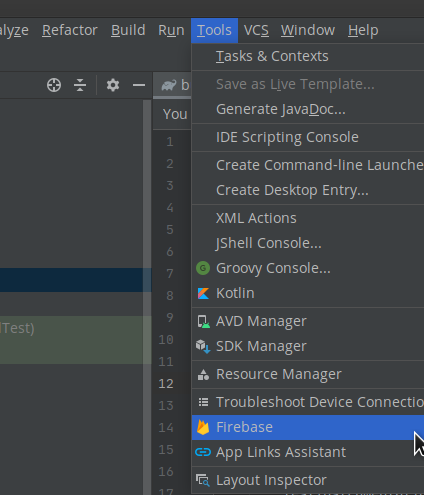 alyze Refactor Build Run Tools VCS Window Help
Tasks & Contexts
Save as Live Template...
Generate JavaDoc...
IDE Scripting Console
Create Command-line Launche
Create Desktop Entry...
XML Actions
JShell Console...
Groovy Console...
Kotlin
AVD Manager
SDK Manager
Resource Manager
Troubleshoot Device Connectio
Firebase
App Links Assistant
Layout Inspector
b
You
1
2
3
4
5
6
7
8
9
10
11
12
13
14
15
16
17
Test)